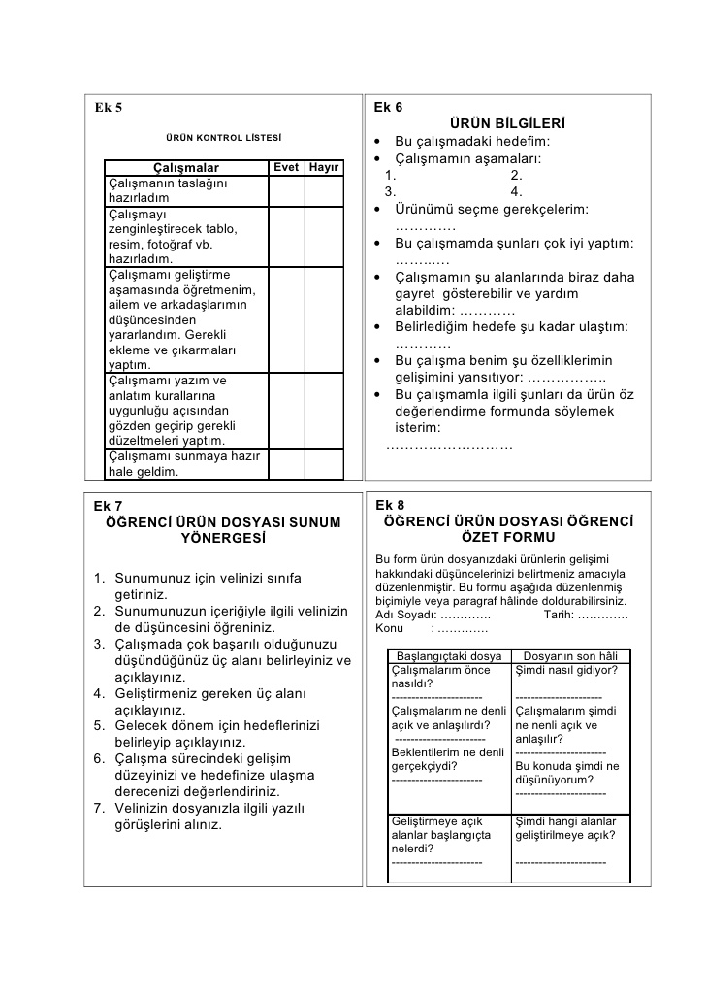 Ek 5
ÜRÜN KONTROL LİSTESİ
Çalışmalar Evet Hayır
Çalışmanın taslağını
hazırladım
Çalışmayı
zenginleştirecek tablo,
resim, fotoğraf vb.
hazırladım.
Çalışmamı geliştirme
aşamasında öğretmenim,
ailem ve arkadaşlarımın
düşüncesinden
yararlandım. Gerekli
ekleme ve çıkarmaları
yaptım.
Çalışmamı yazım ve
anlatım kurallarına
uygunluğu açısından
gözden geçirip gerekli
düzeltmeleri yaptım.
Çalışmamı sunmaya hazır
hale geldim.
Ek 6
ÜRÜN BİLGİLERİ
• Bu çalışmadaki hedefim:
• Çalışmamın aşamaları:
1. 2.
3. 4.
• Ürünümü seçme gerekçelerim:
………….
• Bu çalışmamda şunları çok iyi yaptım:
……..…
• Çalışmamın şu alanlarında biraz daha
gayret gösterebilir ve yardım
alabildim: …………
• Belirlediğim hedefe şu kadar ulaştım:
…………
• Bu çalışma benim şu özelliklerimin
gelişimini yansıtıyor: ……………..
• Bu çalışmamla ilgili şunları da ürün öz
değerlendirme formunda söylemek
isterim:
………………………
Ek 7
ÖĞRENCİ ÜRÜN DOSYASI SUNUM
YÖNERGESİ
1. Sunumunuz için velinizi sınıfa
getiriniz.
2. Sunumunuzun içeriğiyle ilgili velinizin
de düşüncesini öğreniniz.
3. Çalışmada çok başarılı olduğunuzu
düşündüğünüz üç alanı belirleyiniz ve
açıklayınız.
4. Geliştirmeniz gereken üç alanı
açıklayınız.
5. Gelecek dönem için hedeflerinizi
belirleyip açıklayınız.
6. Çalışma sürecindeki gelişim
düzeyinizi ve hedefinize ulaşma
derecenizi değerlendiriniz.
7. Velinizin dosyanızla ilgili yazılı
görüşlerini alınız.
Ek 8
ÖĞRENCİ ÜRÜN DOSYASI ÖĞRENCİ
ÖZET FORMU
Bu form ürün dosyanızdaki ürünlerin gelişimi
hakkındaki düşüncelerinizi belirtmeniz amacıyla
düzenlenmiştir. Bu formu aşağıda düzenlenmiş
biçimiyle veya paragraf hâlinde doldurabilirsiniz.
Adı Soyadı: …………. Tarih: ………….
Konu : ………….
Başlangıçtaki dosya Dosyanın son hâli
Çalışmalarım önce
nasıldı?
-----------------------
Çalışmalarım ne denli
açık ve anlaşılırdı?
-----------------------
Beklentilerim ne denli
gerçekçiydi?
-----------------------
Şimdi nasıl gidiyor?
----------------------
Çalışmalarım şimdi
ne nenli açık ve
anlaşılır?
-----------------------
Bu konuda şimdi ne
düşünüyorum?
-----------------------
Geliştirmeye açık
alanlar başlangıçta
nelerdi?
-----------------------
Şimdi hangi alanlar
geliştirilmeye açık?
-----------------------